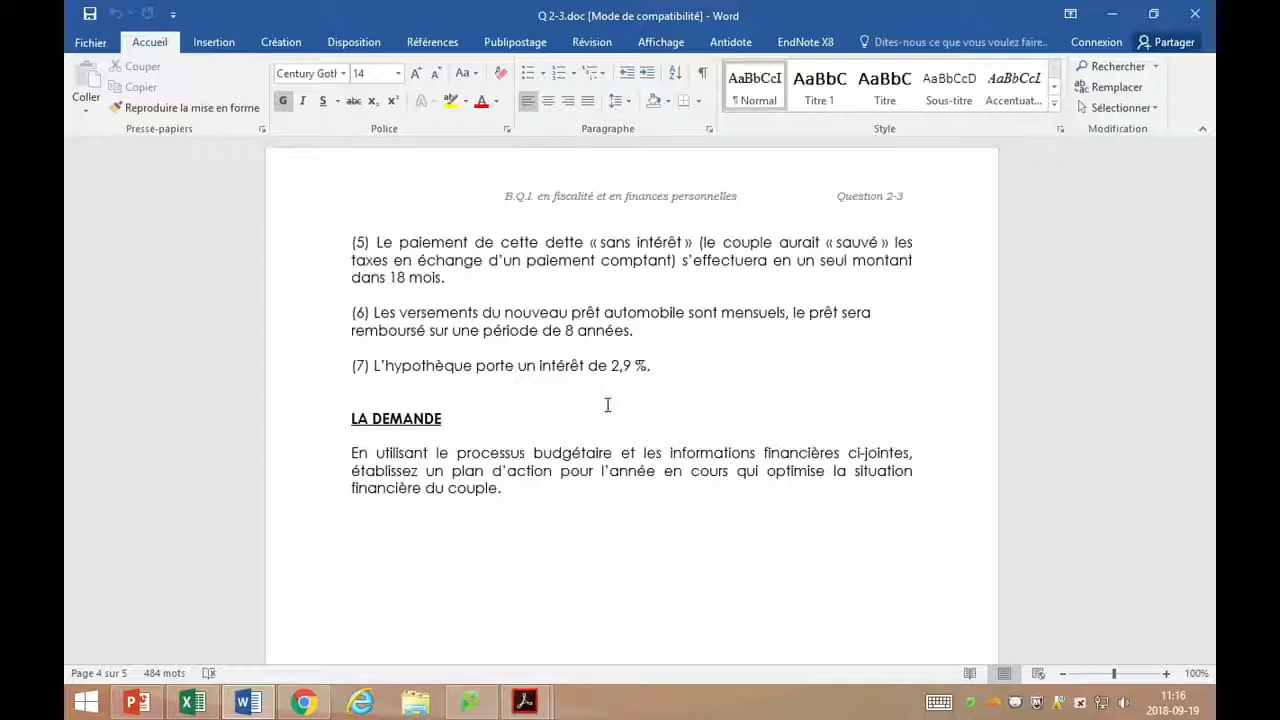 Q 2-3.doc [Mode de compatibilité] - Word
Fichier Accueil Insertion Création Disposition Références Publipostage Révision Affichage Antidote EndNote X8 Dites-nous ce que vous voulez faire... Connexion Partager
Coller
Couper
Copier
Reproduire la mise en forme
Presse-papiers
Century Gotl 14
G I S abc x₂ x²
Police
Paragraphe
AaBbCcI AaBbC AaBbC AaBbCcD AaBbCcI
¶ Normal Titre 1 Titre Sous-titre Accentuat...
Style
Rechercher
Remplacer
Sélectionner
Modification
B.Q.I. en fiscalité et en finances personnelles Question 2-3
(5) Le paiement de cette dette « sans intérêt » (le couple aurait « sauvé » les
taxes en échange d'un paiement comptant) s'effectuera en un seul montant
dans 18 mois.
(6) Les versements du nouveau prêt automobile sont mensuels, le prêt sera
remboursé sur une période de 8 années.
(7) L'hypothèque porte un intérêt de 2,9 %.
LA DEMANDE
En utilisant le processus budgétaire et les informations financières ci-jointes,
établissez un plan d'action pour l'année en cours qui optimise la situation
financière du couple.
Page 4 sur 5 484 mots 100%
11:16
2018-09-19